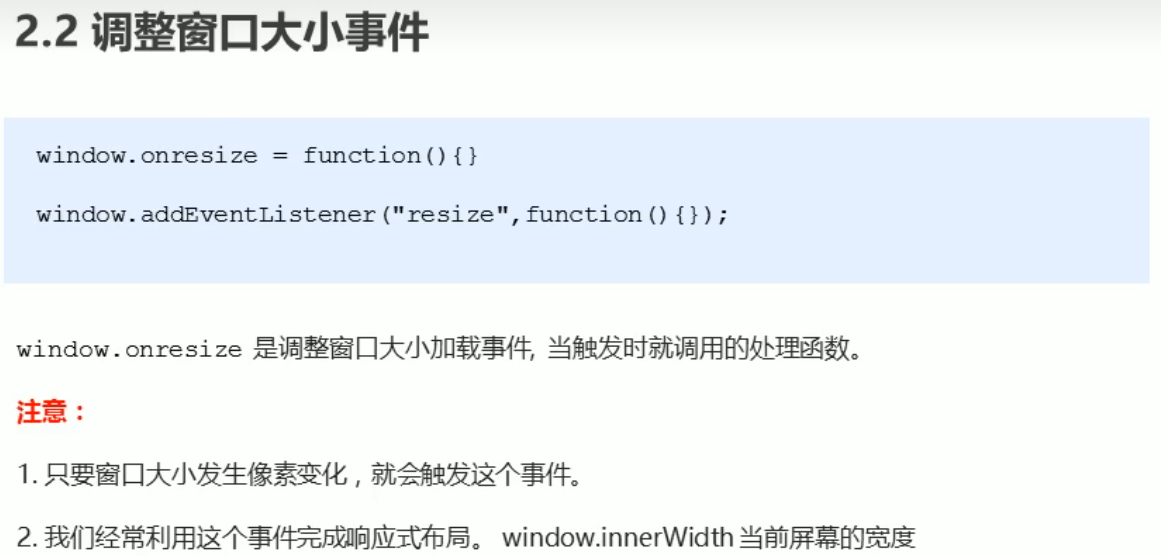 2.2 调整窗口大小事件
window.onresize = function(){}
window.addEventListener("resize",function(){});
window.onresize 是调整窗口大小加载事件, 当触发时就调用的处理函数。
注意：
1. 只要窗口大小发生像素变化，就会触发这个事件。
2. 我们经常利用这个事件完成响应式布局。 window.innerWidth 当前屏幕的宽度